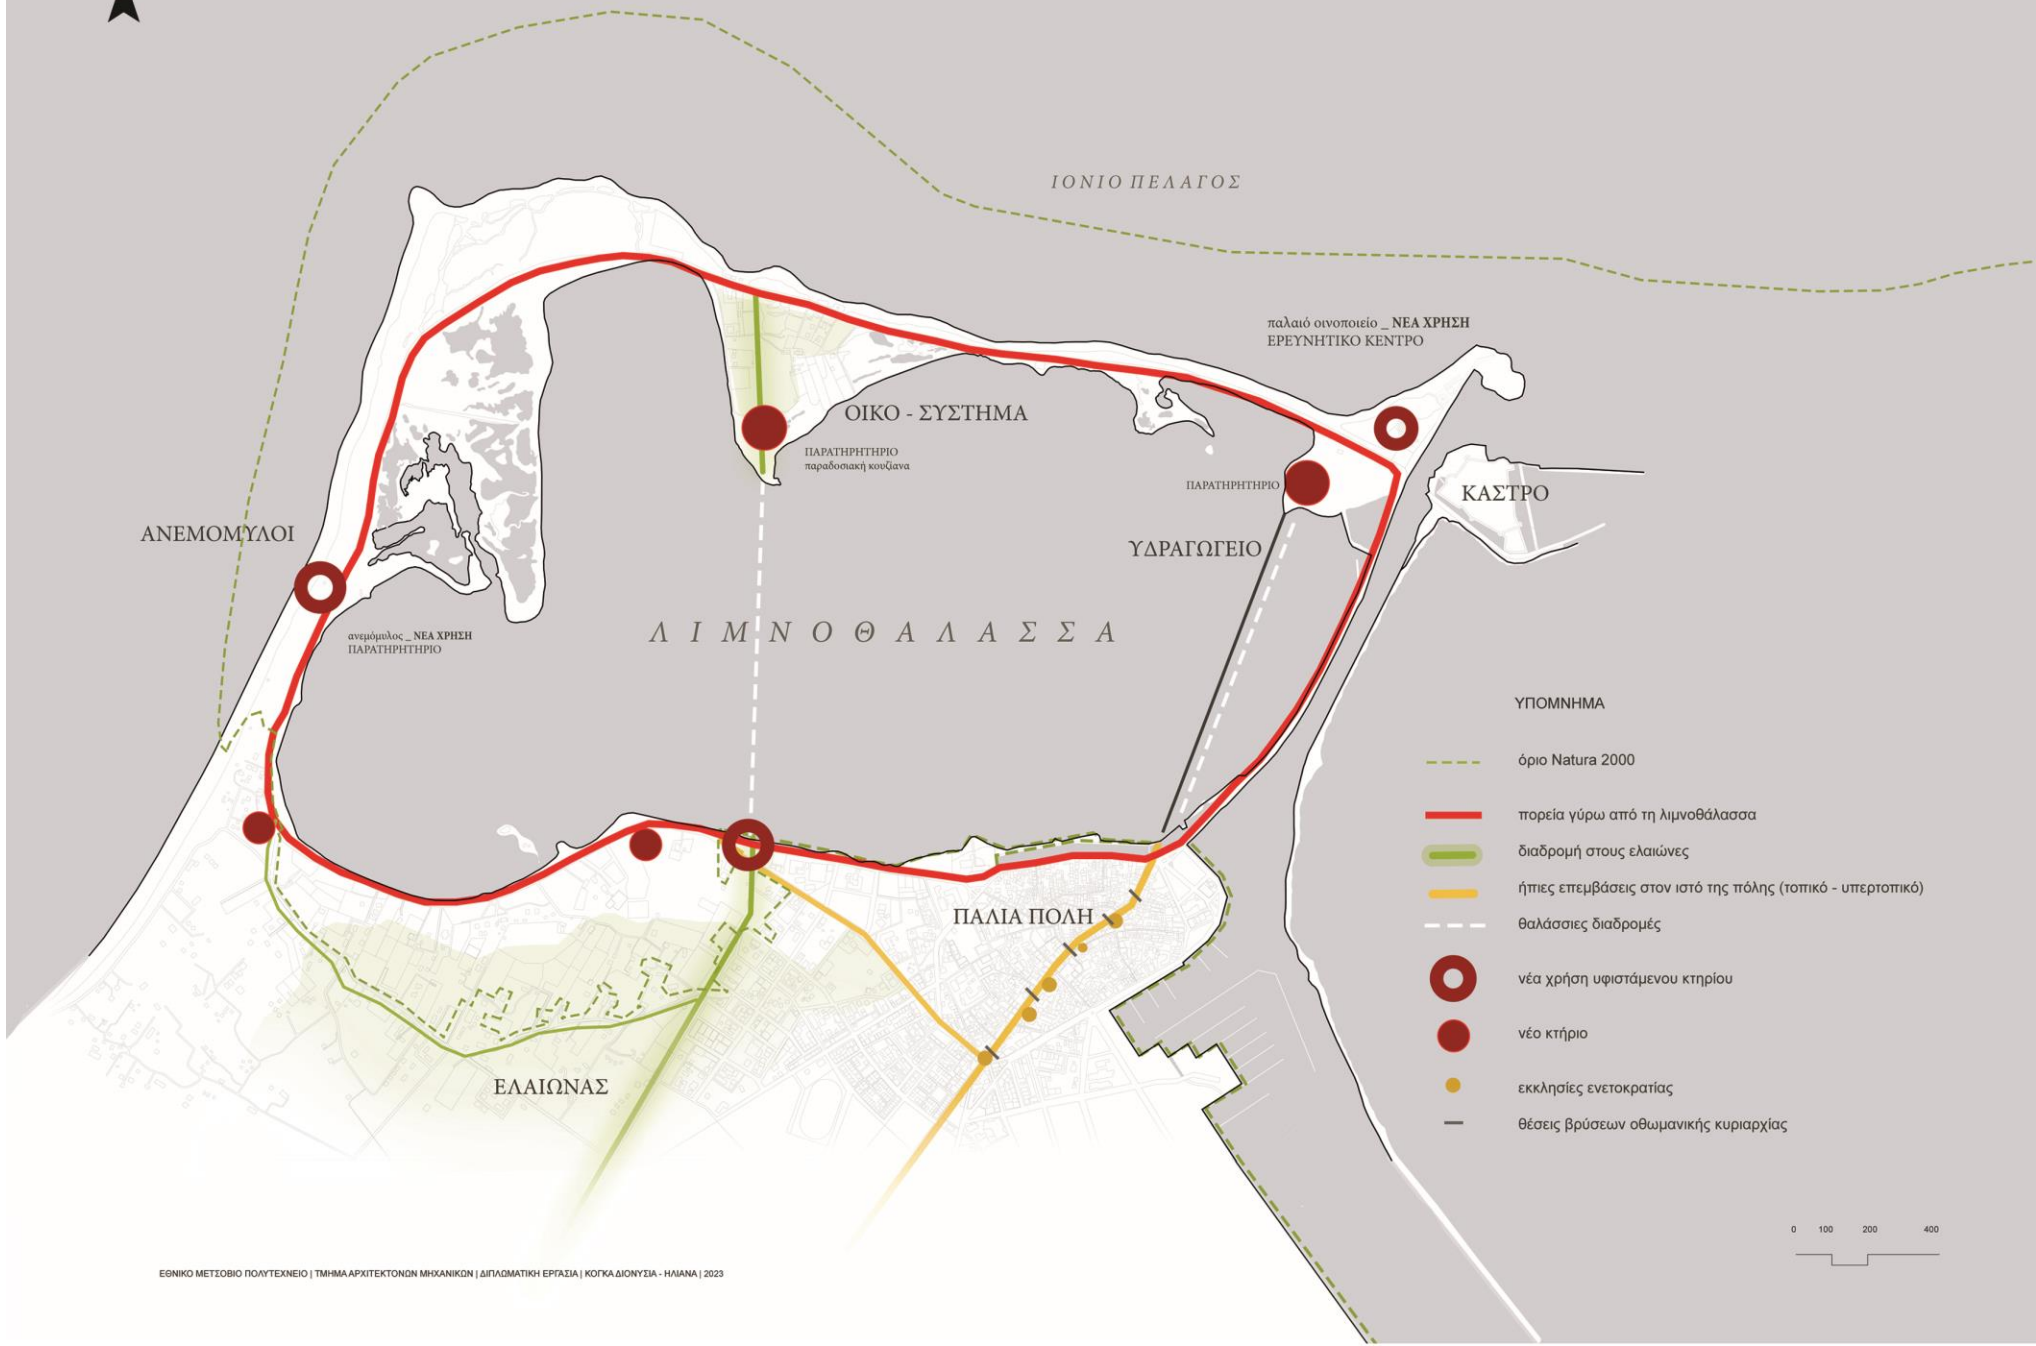 ΙΟΝΙΟ ΠΕΛΑΓΟΣ
παλαιό οινοποιείο _ ΝΕΑ ΧΡΗΣΗ
ΕΡΕΥΝΗΤΙΚΟ ΚΕΝΤΡΟ
ΟΙΚΟ - ΣΥΣΤΗΜΑ
ΠΑΡΑΤΗΡΗΤΗΡΙΟ
παραδοσιακή κουζίανα
ΠΑΡΑΤΗΡΗΤΗΡΙΟ
ΚΑΣΤΡΟ
ΑΝΕΜΟΜΥΛΟΙ
ΥΔΡΑΓΩΓΕΙΟ
ανεμόμυλος _ ΝΕΑ ΧΡΗΣΗ
ΠΑΡΑΤΗΡΗΤΗΡΙΟ
ΛΙΜΝΟΘΑΛΑΣΣΑ
ΠΑΛΙΑ ΠΟΛΗ
ΕΛΑΙΩΝΑΣ
ΥΠΟΜΝΗΜΑ
όριο Natura 2000
πορεία γύρω από τη λιμνοθάλασσα
διαδρομή στους ελαιώνες
ήπιες επεμβάσεις στον ιστό της πόλης (τοπικό - υπερτοπικό)
θαλάσσιες διαδρομές
νέα χρήση υφιστάμενου κτηρίου
νέο κτήριο
εκκλησίες ενετοκρατίας
θέσεις βρύσεων οθωμανικής κυριαρχίας
0 100 200 400
ΕΘΝΙΚΟ ΜΕΤΣΟΒΙΟ ΠΟΛΥΤΕΧΝΕΙΟ | ΤΜΗΜΑ ΑΡΧΙΤΕΚΤΟΝΩΝ ΜΗΧΑΝΙΚΩΝ | ΔΙΠΛΩΜΑΤΙΚΗ ΕΡΓΑΣΙΑ | ΚΟΓΚΑ ΔΙΟΝΥΣΙΑ - ΗΛΙΑΝΑ | 2023